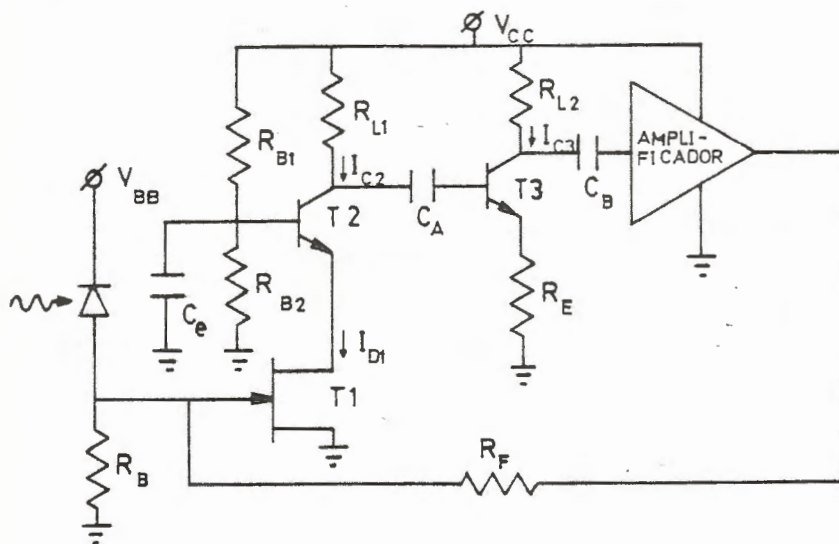 V_CC
R_L1
R_L2
R_B1
I_C2
I_C3
AMPLI-
FICADOR
V_BB
T2
C_A
T3
C_B
R_B2
C_e
R_E
I_D1
T1
R_B
R_F